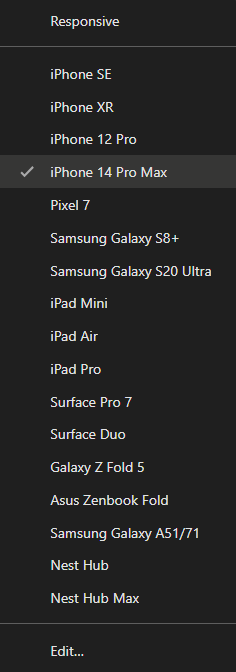 Responsive
iPhone SE
iPhone XR
iPhone 12 Pro
iPhone 14 Pro Max
Pixel 7
Samsung Galaxy S8+
Samsung Galaxy S20 Ultra
iPad Mini
iPad Air
iPad Pro
Surface Pro 7
Surface Duo
Galaxy Z Fold 5
Asus Zenbook Fold
Samsung Galaxy A51/71
Nest Hub
Nest Hub Max
Edit...